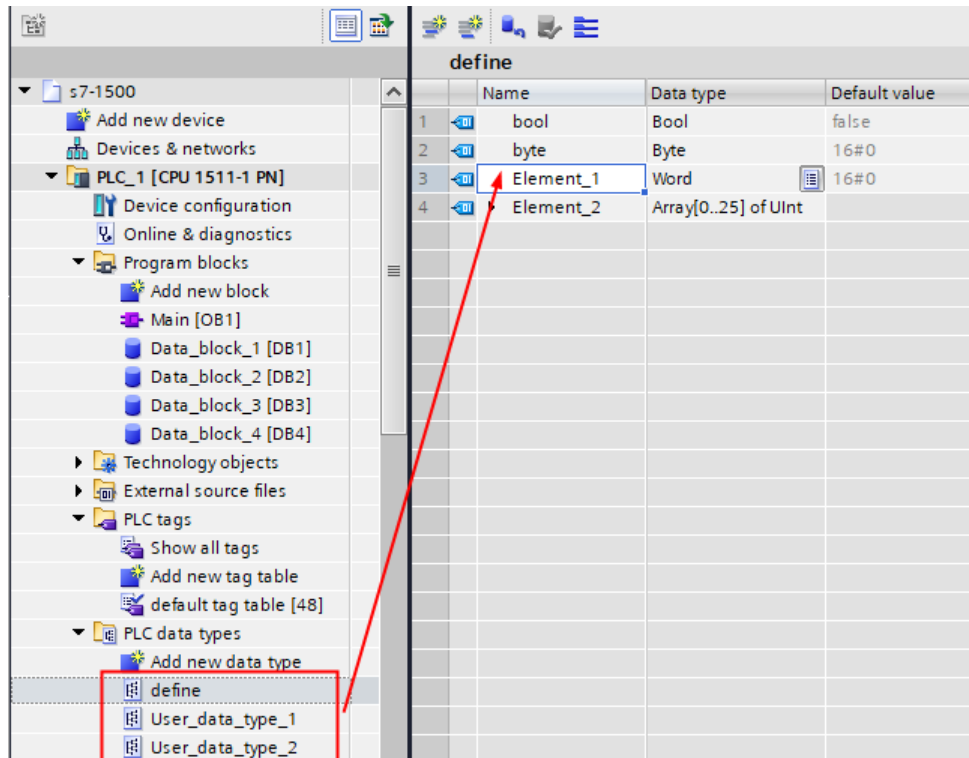 define
Name Data type Default value
1 bool Bool false
2 byte Byte 16#0
3 Element_1 Word 16#0
4 Element_2 Array[0..25] of UInt
s7-1500
Add new device
Devices & networks
PLC_1 [CPU 1511-1 PN]
Device configuration
Online & diagnostics
Program blocks
Add new block
Main [OB1]
Data_block_1 [DB1]
Data_block_2 [DB2]
Data_block_3 [DB3]
Data_block_4 [DB4]
Technology objects
External source files
PLC tags
Show all tags
Add new tag table
default tag table [48]
PLC data types
Add new data type
define
User_data_type_1
User_data_type_2